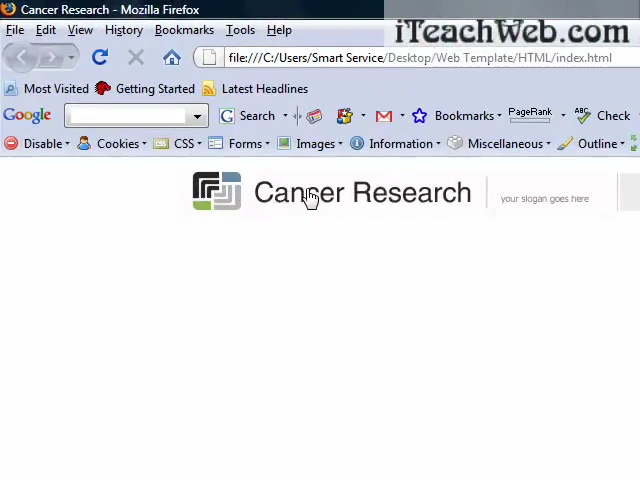 Cancer Research - Mozilla Firefox
iTeachWeb.com
File Edit View History Bookmarks Tools Help
file:///C:/Users/Smart Service/Desktop/Web Template/HTML/index.html
Most Visited Getting Started Latest Headlines
Google G Search Bookmarks PageRank ABC Check
Disable Cookies CSS Forms Images Information Miscellaneous Outline
Cancer Research your slogan goes here